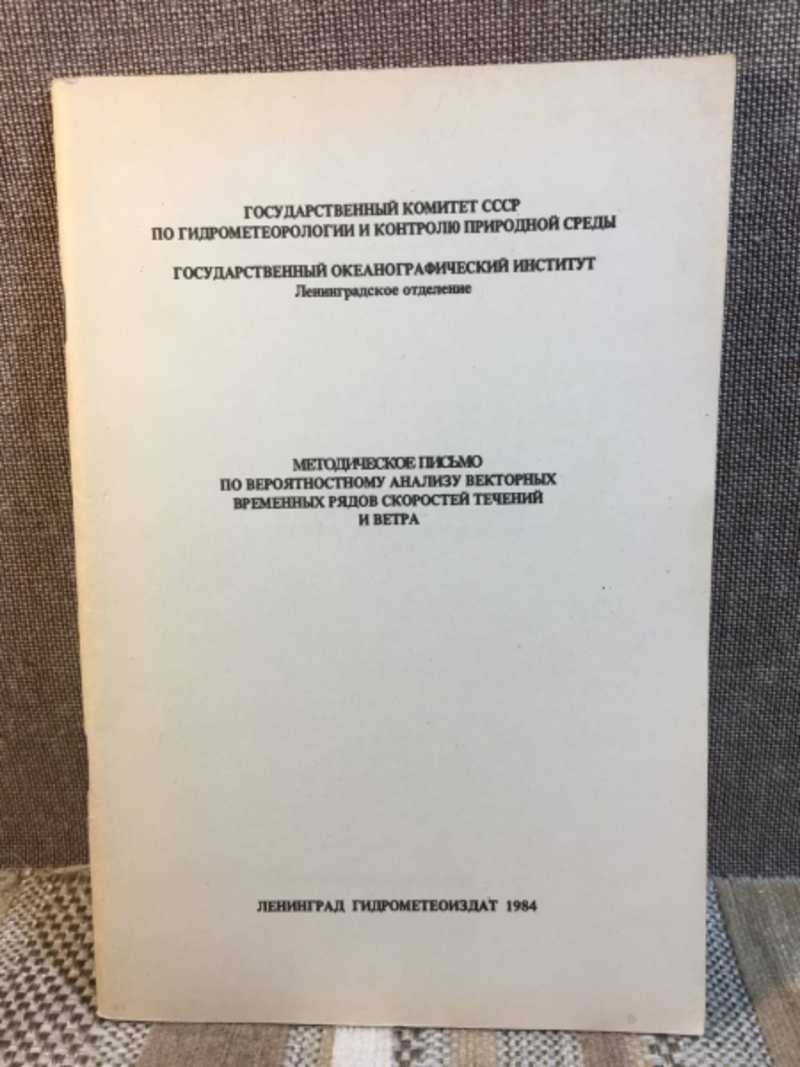 ГОСУДАРСТВЕННЫЙ КОМИТЕТ СССР
ПО ГИДРОМЕТЕОРОЛОГИИ И КОНТРОЛЮ ПРИРОДНОЙ СРЕДЫ
ГОСУДАРСТВЕННЫЙ ОКЕАНОГРАФИЧЕСКИЙ ИНСТИТУТ
Ленинградское отделение
МЕТОДИЧЕСКОЕ ПИСЬМО
ПО ВЕРОЯТНОСТНОМУ АНАЛИЗУ ВЕКТОРНЫХ
ВРЕМЕННЫХ РЯДОВ СКОРОСТЕЙ ТЕЧЕНИЙ
И ВЕТРА
ЛЕНИНГРАД ГИДРОМЕТЕОИЗДАТ 1984